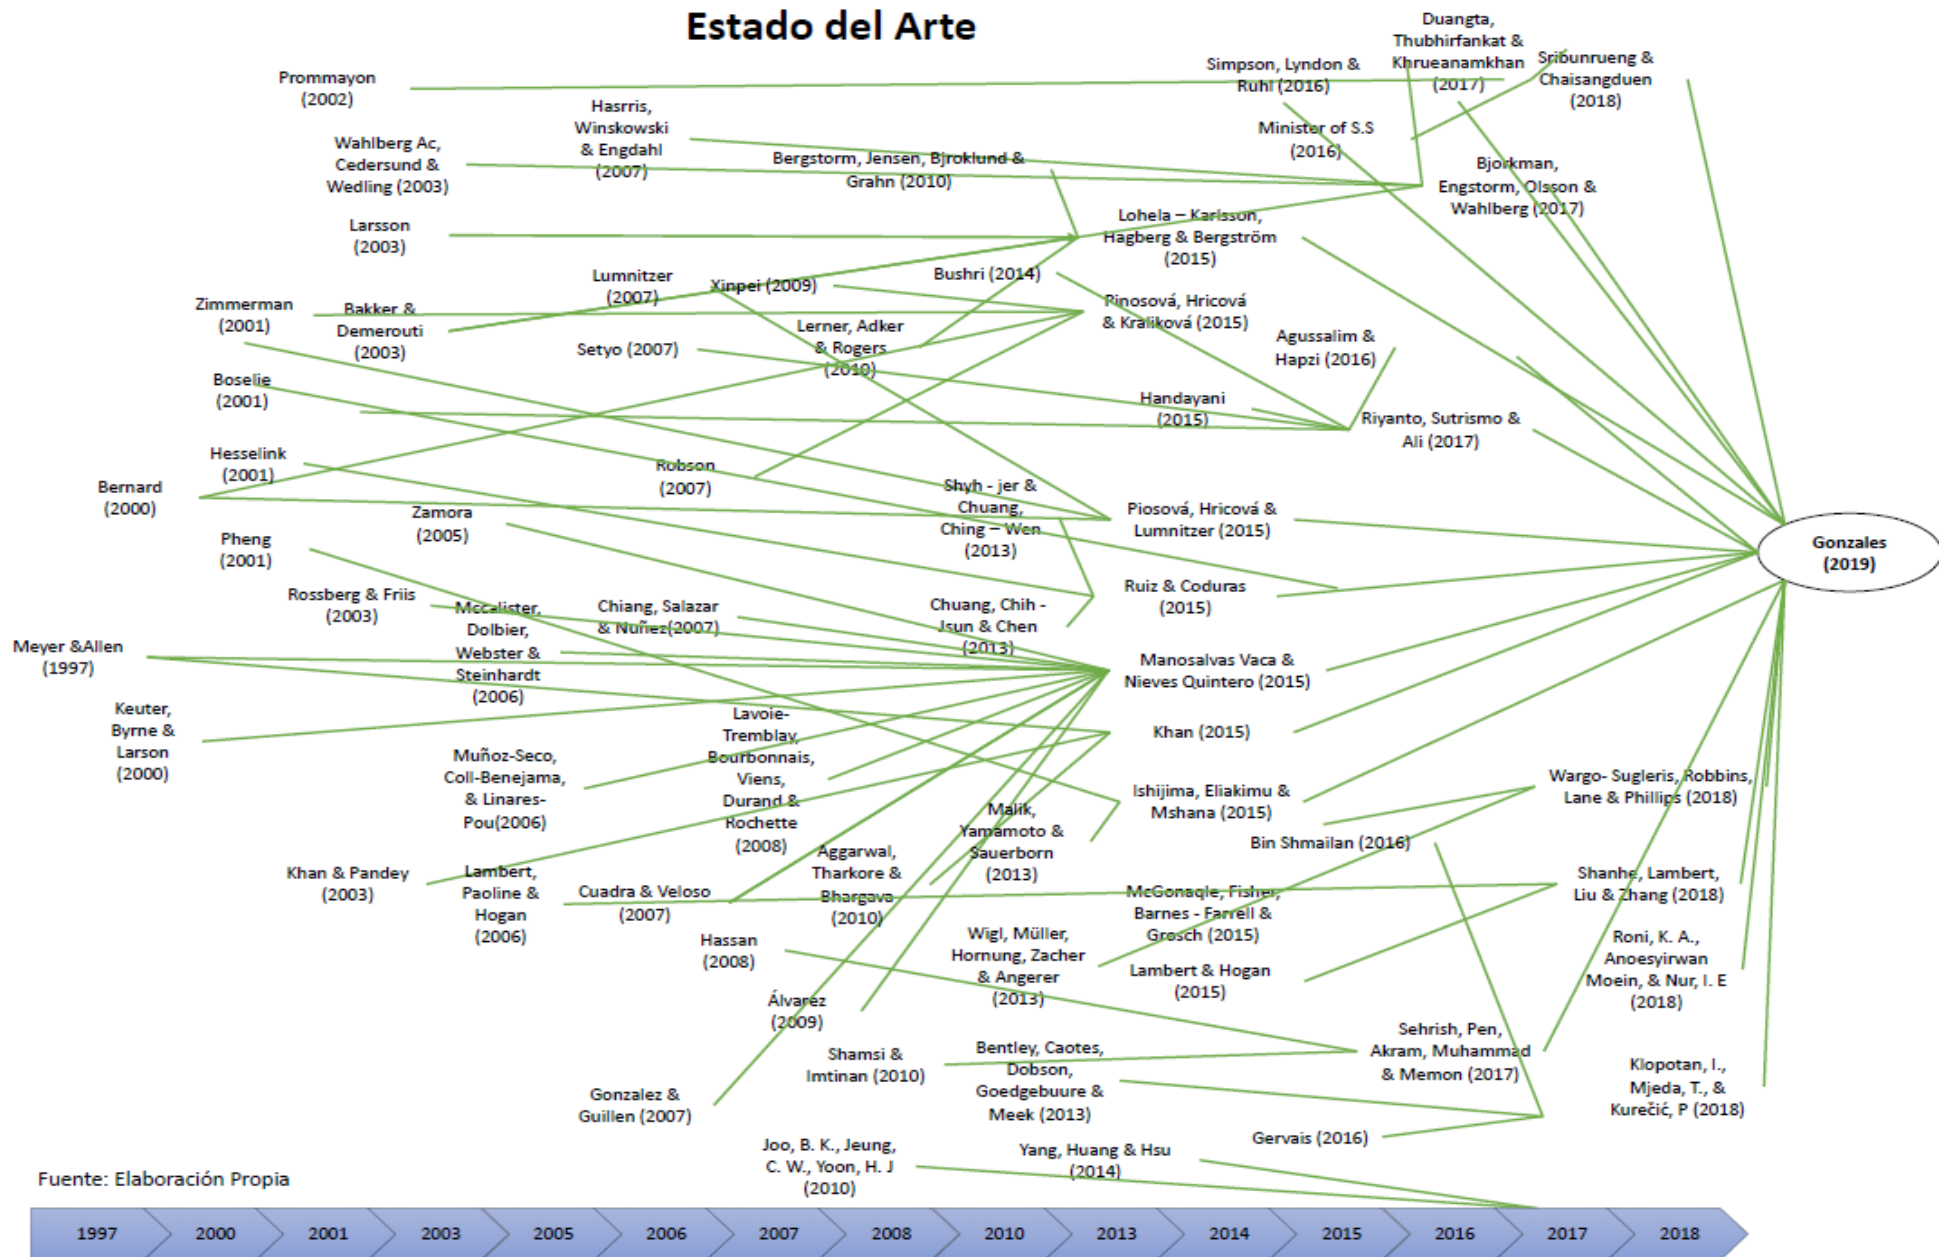 Estado del Arte
Prommayon
(2002)
Hasrris,
Winskowski
& Engdahl
(2007)
Wahlberg Ac,
Cedersund &
Wedling (2003)
Bergstorm, Jensen, Bjroklund &
Grahn (2010)
Simpson, Lyndon &
Ruhl (2016)
Duangta,
Thubhirfankat &
Khrueanamkhan
(2017)
Sribunrueng &
Chaisangduen
(2018)
Minister of S.S
(2016)
Bjorkman,
Engstorm, Olsson &
Wahlberg (2017)
Larsson
(2003)
Lohela – Karlsson,
Hagberg & Bergström
(2015)
Lumnitzer
(2007)
Xinpei (2009)
Bushri (2014)
Zimmerman
(2001)
Bakker &
Demerouti
(2003)
Pinosová, Hricová
& Kraliková (2015)
Setyo (2007)
Lerner, Adker
& Rogers
(2010)
Agussalim &
Hapzi (2016)
Boselie
(2001)
Handayani
(2015)
Riyanto, Sutrismo &
Ali (2017)
Hesselink
(2001)
Robson
(2007)
Bernard
(2000)
Zamora
(2005)
Shyh - jer &
Chuang,
Ching – Wen
(2013)
Piosová, Hricová &
Lumnitzer (2015)
Pheng
(2001)
Gonzales
(2019)
Rossberg & Friis
(2003)
Mccalister,
Dolbier,
Webster &
Steinhardt
(2006)
Chiang, Salazar
& Nuñez(2007)
Chuang, Chih -
Jsun & Chen
(2013)
Ruiz & Coduras
(2015)
Meyer &Allen
(1997)
Manosalvas Vaca &
Nieves Quintero (2015)
Keuter,
Byrne &
Larson
(2000)
Lavoie-
Tremblay,
Bourbonnais,
Viens,
Durand &
Rochette
(2008)
Khan (2015)
Muñoz-Seco,
Coll-Benejama,
& Linares-
Pou(2006)
Ishijima, Eliakimu &
Mshana (2015)
Wargo- Sugleris, Robbins,
Lane & Phillips (2018)
Malik,
Yamamoto &
Sauerborn
(2013)
Bin Shmailan (2016)
Khan & Pandey
(2003)
Lambert,
Paoline &
Hogan
(2006)
Cuadra & Veloso
(2007)
Aggarwal,
Tharkore &
Bhargava
(2010)
McGonaqle, Fisher,
Barnes - Farrell &
Grosch (2015)
Shanhe, Lambert,
Liu & Zhang (2018)
Hassan
(2008)
Wigl, Müller,
Hornung, Zacher
& Angerer
(2013)
Lambert & Hogan
(2015)
Roni, K. A.,
Anoesyirwan
Moein, & Nur, I. E
(2018)
Álvarez
(2009)
Shamsi &
Imtinan (2010)
Bentley, Caotes,
Dobson,
Goedgebuure &
Meek (2013)
Sehrish, Pen,
Akram, Muhammad
& Memon (2017)
Klopotan, I.,
Mjeda, T., &
Kurečić, P (2018)
Gonzalez &
Guillen (2007)
Gervais (2016)
Joo, B. K., Jeung,
C. W., Yoon, H. J
(2010)
Yang, Huang & Hsu
(2014)
Fuente: Elaboración Propia
1997 2000 2001 2003 2005 2006 2007 2008 2010 2013 2014 2015 2016 2017 2018